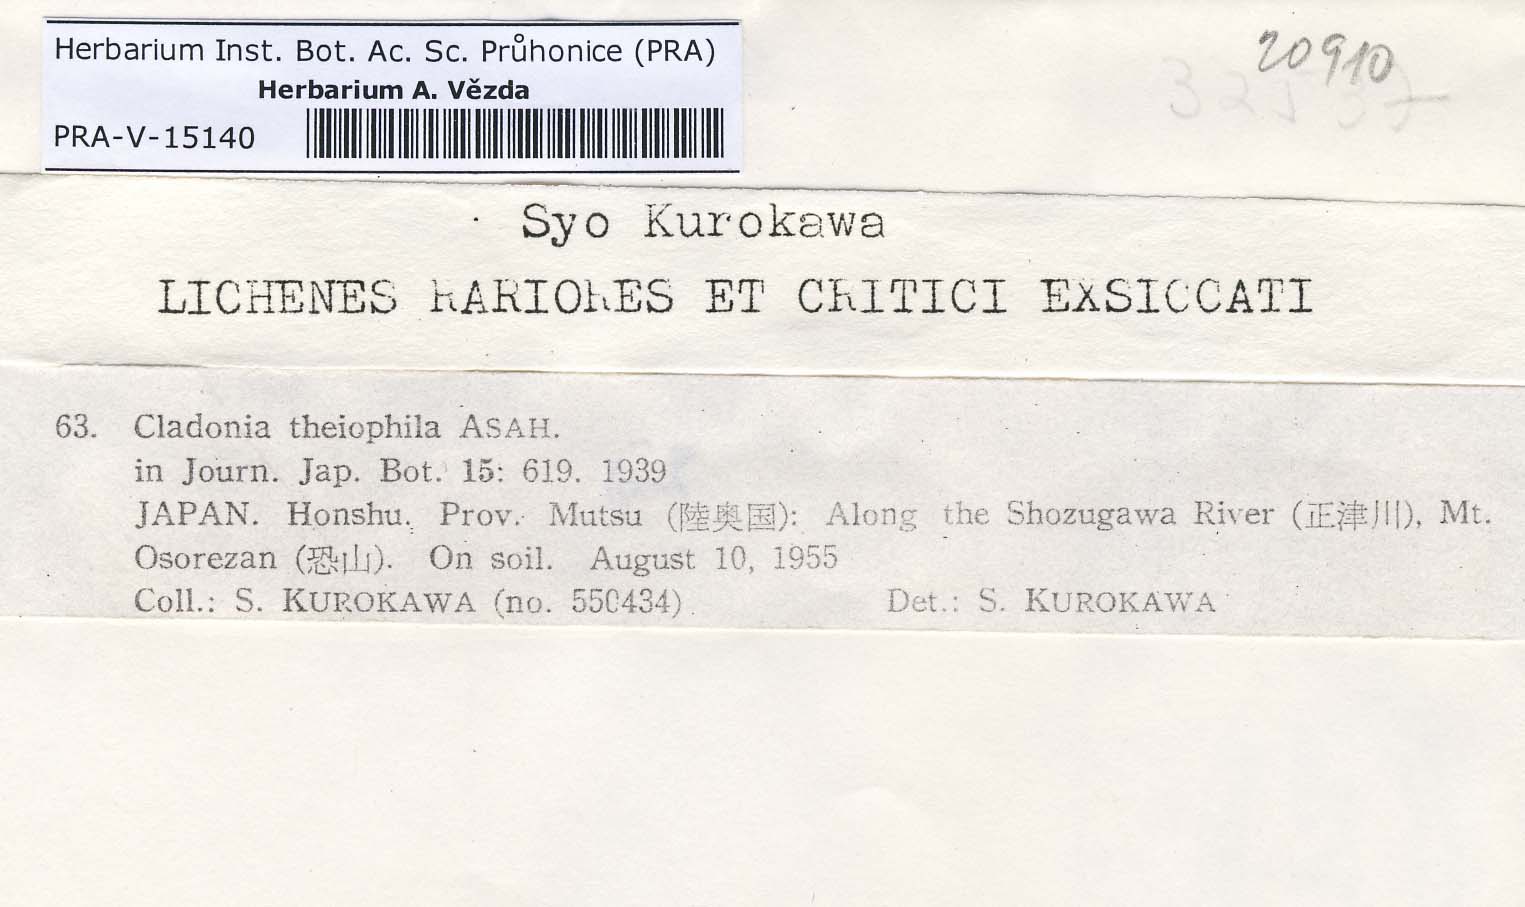 Herbarium Inst. Bot. Ac. Sc. Průhonice (PRA)
Herbarium A. Vězda
PRA-V-15140
20910
Syo Kurokawa
LICHENES RARIORES ET CRITICI EXSICCATI
63. Cladonia theiophila ASAH.
in Journ. Jap. Bot. 15: 619. 1939
JAPAN. Honshu. Prov. Mutsu (陸奥国): Along the Shozugawa River (正津川), Mt.
Osorezan (恐山). On soil. August 10, 1955
Coll.: S. KUROKAWA (no. 550434). Det.: S. KUROKAWA